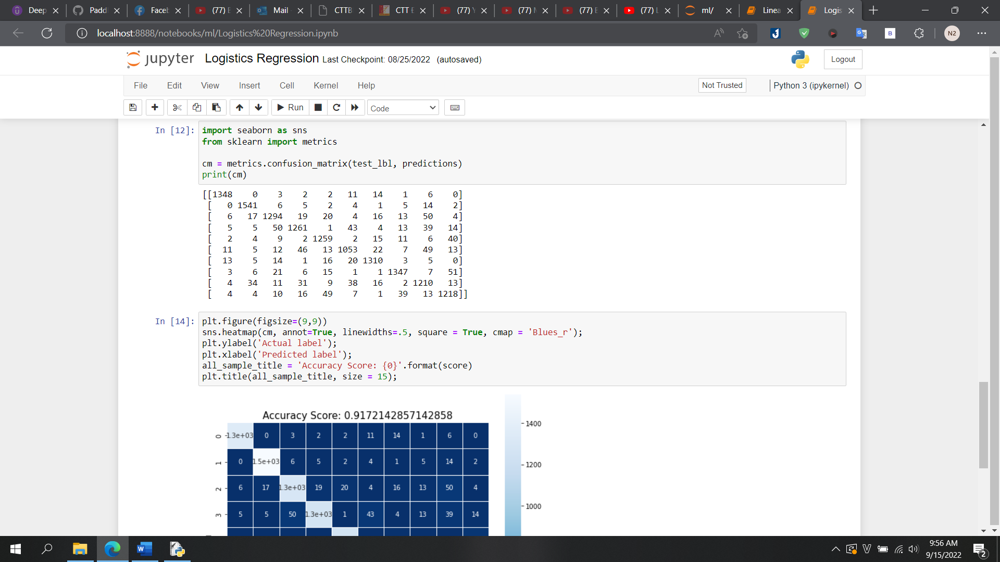 Deep
Padd
Faceb
(77) E
Mail
CTTB
CTT E
(77) Y
(77) N
(77) E
(77) L
ml/
Linea
Logis
localhost:8888/notebooks/ml/Logistics%20Regression.ipynb
N2
jupyter Logistics Regression Last Checkpoint: 08/25/2022 (autosaved)
Logout
File Edit View Insert Cell Kernel Help
Not Trusted
Python 3 (ipykernel)
Run
Code
In [12]:
import seaborn as sns
from sklearn import metrics
cm = metrics.confusion_matrix(test_lbl, predictions)
print(cm)
[[1348 0 3 2 2 11 14 1 6 0]
[ 0 1541 6 5 2 4 1 5 14 2]
[ 6 17 1294 19 20 4 16 13 50 4]
[ 5 5 50 1261 1 43 4 13 39 14]
[ 2 4 9 2 1259 2 15 11 6 40]
[ 11 5 12 46 13 1053 22 7 49 13]
[ 13 5 14 1 16 20 1310 3 5 0]
[ 3 6 21 6 15 1 1 1347 7 51]
[ 4 34 11 31 9 38 16 2 1210 13]
[ 4 4 10 16 49 7 1 39 13 1218]]
In [14]:
plt.figure(figsize=(9,9))
sns.heatmap(cm, annot=True, linewidths=.5, square = True, cmap = 'Blues_r');
plt.ylabel('Actual label');
plt.xlabel('Predicted label');
all_sample_title = 'Accuracy Score: {0}'.format(score)
plt.title(all_sample_title, size = 15);
Accuracy Score: 0.9172142857142858
0 1.3e+03 0 3 2 2 11 14 1 6 0
1 0 1.5e+03 6 5 2 4 1 5 14 2
2 6 17 1.3e+03 19 20 4 16 13 50 4
3 5 5 50 1.3e+03 1 43 4 13 39 14
1400
1200
1000
9:56 AM
9/15/2022
2